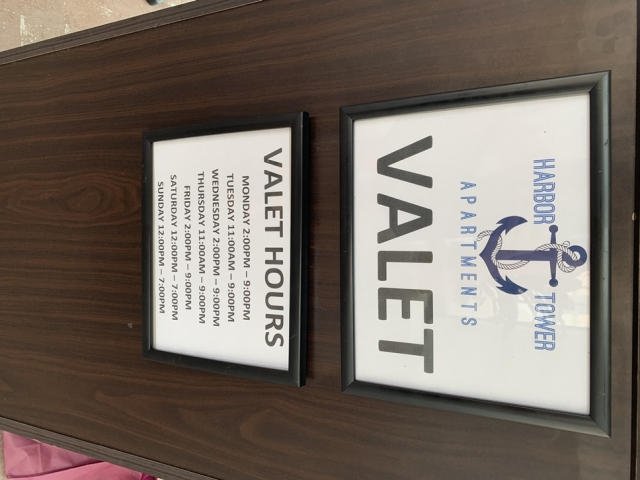 HARBOR TOWER
APARTMENTS
VALET
VALET HOURS
MONDAY 2:00PM – 9:00PM
TUESDAY 11:00AM – 9:00PM
WEDNESDAY 2:00PM – 9:00PM
THURSDAY 11:00AM – 9:00PM
FRIDAY 2:00PM – 9:00PM
SATURDAY 12:00PM – 7:00PM
SUNDAY 12:00PM – 7:00PM